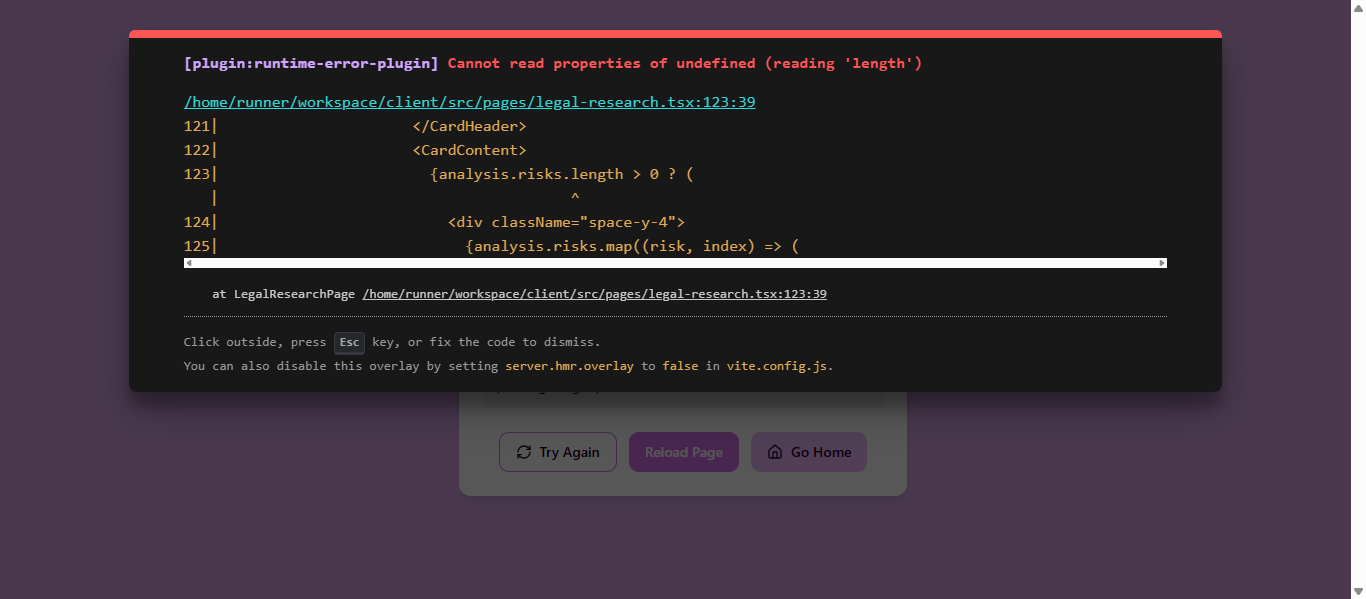 [plugin:runtime-error-plugin] Cannot read properties of undefined (reading 'length')
/home/runner/workspace/client/src/pages/legal-research.tsx:123:39
121| </CardHeader>
122| <CardContent>
123| {analysis.risks.length > 0 ? (
| ^
124| <div className="space-y-4">
125| {analysis.risks.map((risk, index) => (
at LegalResearchPage /home/runner/workspace/client/src/pages/legal-research.tsx:123:39
Click outside, press Esc key, or fix the code to dismiss.
You can also disable this overlay by setting server.hmr.overlay to false in vite.config.js.
Try Again Reload Page Go Home